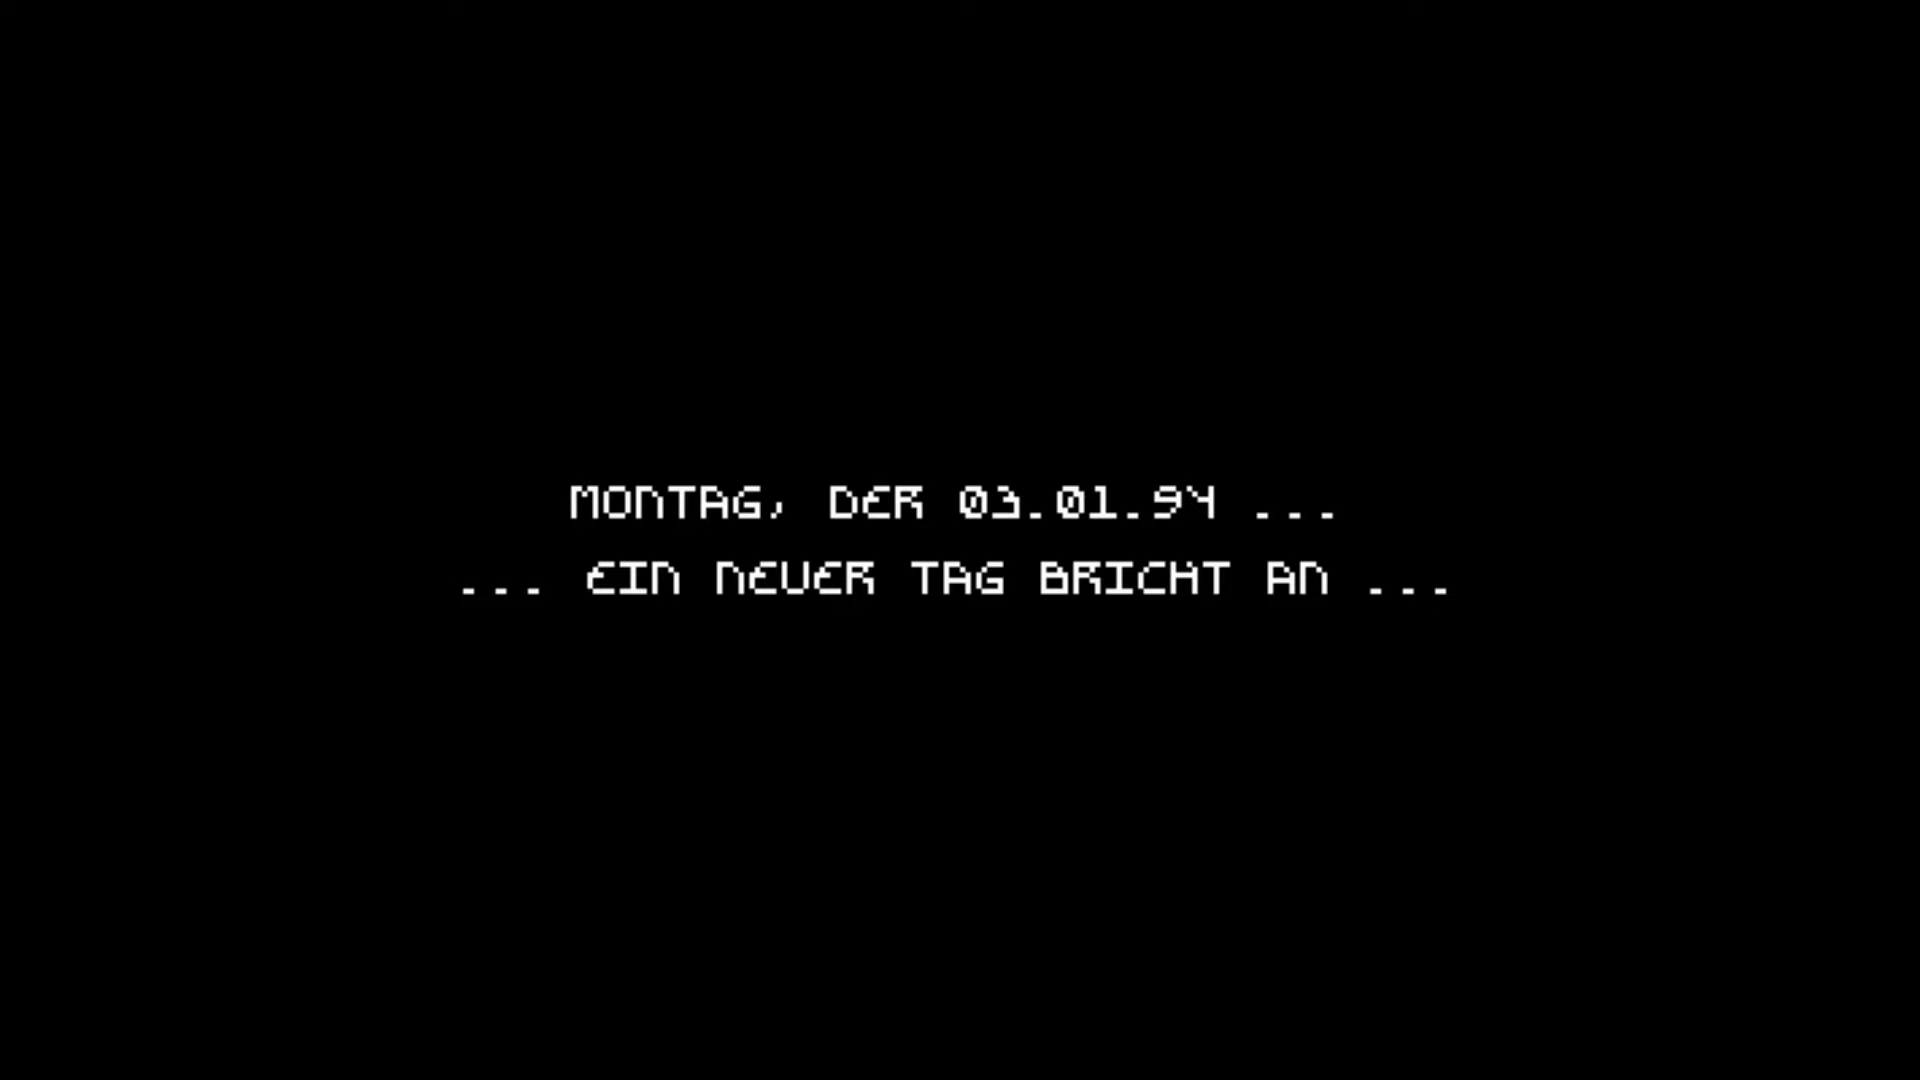 MONTAG, DER 03.01.94 ...
... EIN NEUER TAG BRICHT AN ...